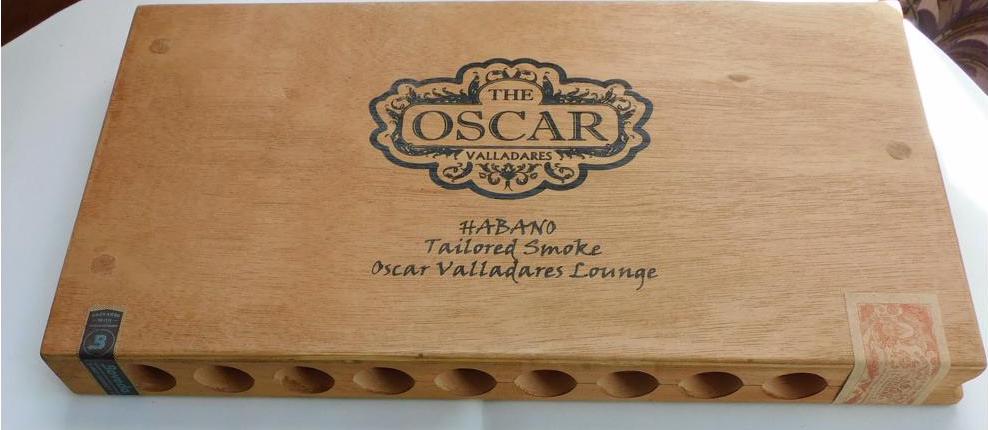 THE
OSCAR
VALLADARES
HABANO
Tailored Smoke
Oscar Valladares Lounge